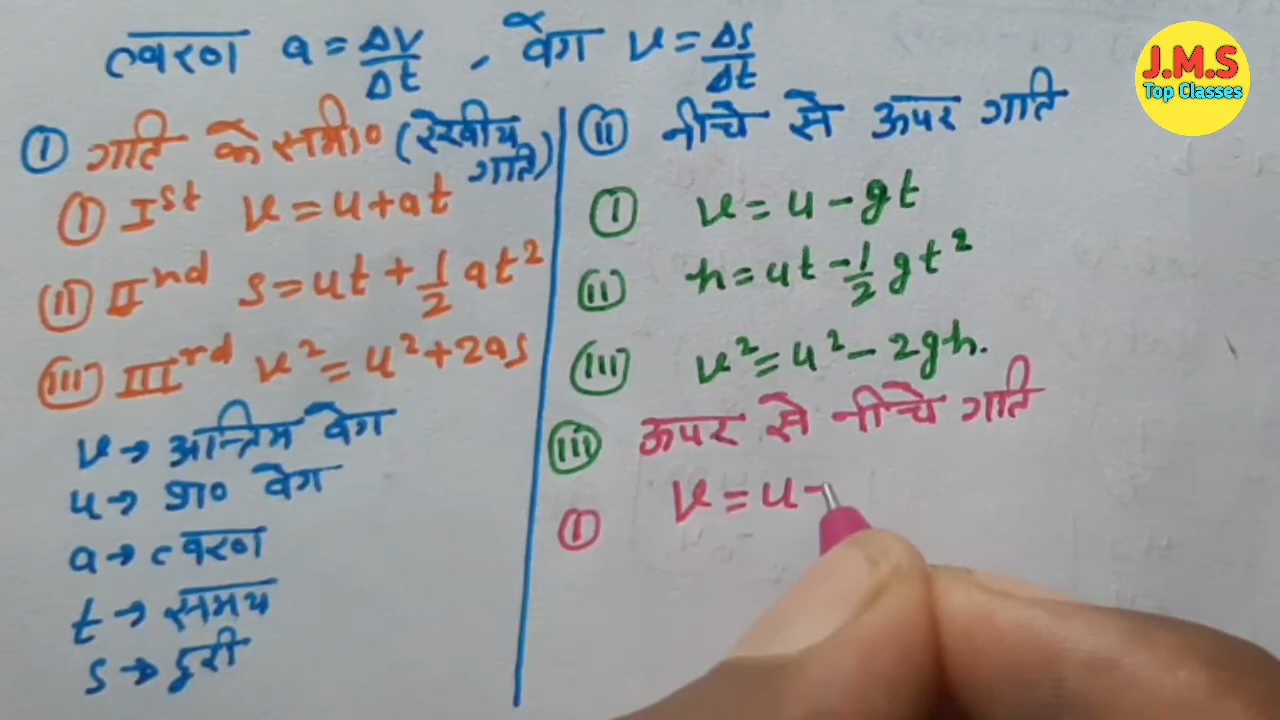 त्वरण a = Δv/Δt , वेग v = Δs/Δt
J.M.S
Top Classes
(I) गति के समी० (रेखीय गति)
(I) Ist v = u + at
(II) IInd s = ut + 1/2 at²
(III) IIIrd v² = u² + 2as
v → अन्तिम वेग
u → प्रा० वेग
a → त्वरण
t → समय
s → दूरी
(II) नीचे से ऊपर गति
(I) v = u - gt
(II) h = ut - 1/2 gt²
(III) v² = u² - 2gh.
(III) ऊपर से नीचे गति
(I) v = u -